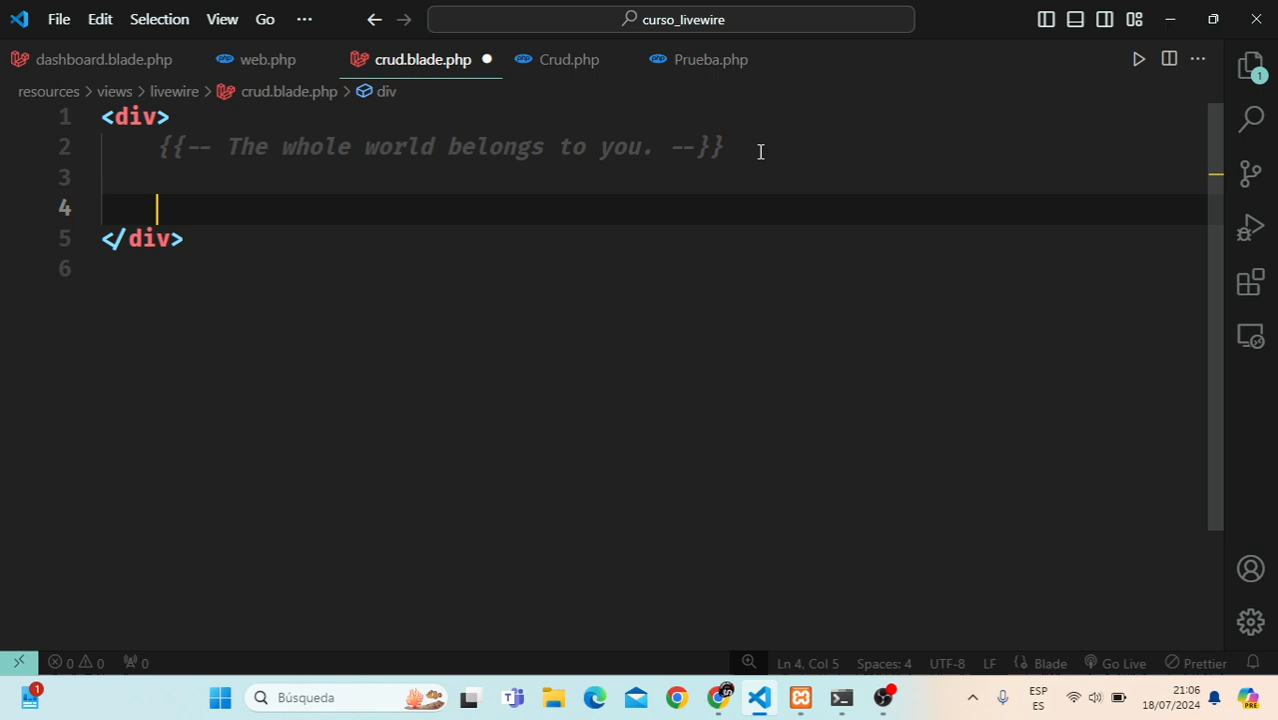 File Edit Selection View Go ··· curso_livewire
dashboard.blade.php web.php crud.blade.php Crud.php Prueba.php
resources > views > livewire > crud.blade.php > div
1 <div>
2 {{-- The whole world belongs to you. --}}
3
4
5 </div>
6
1
0 0 0 Ln 4, Col 5 Spaces: 4 UTF-8 LF Blade Go Live Prettier
1 Búsqueda ESP 21:06
ES 18/07/2024
PRE